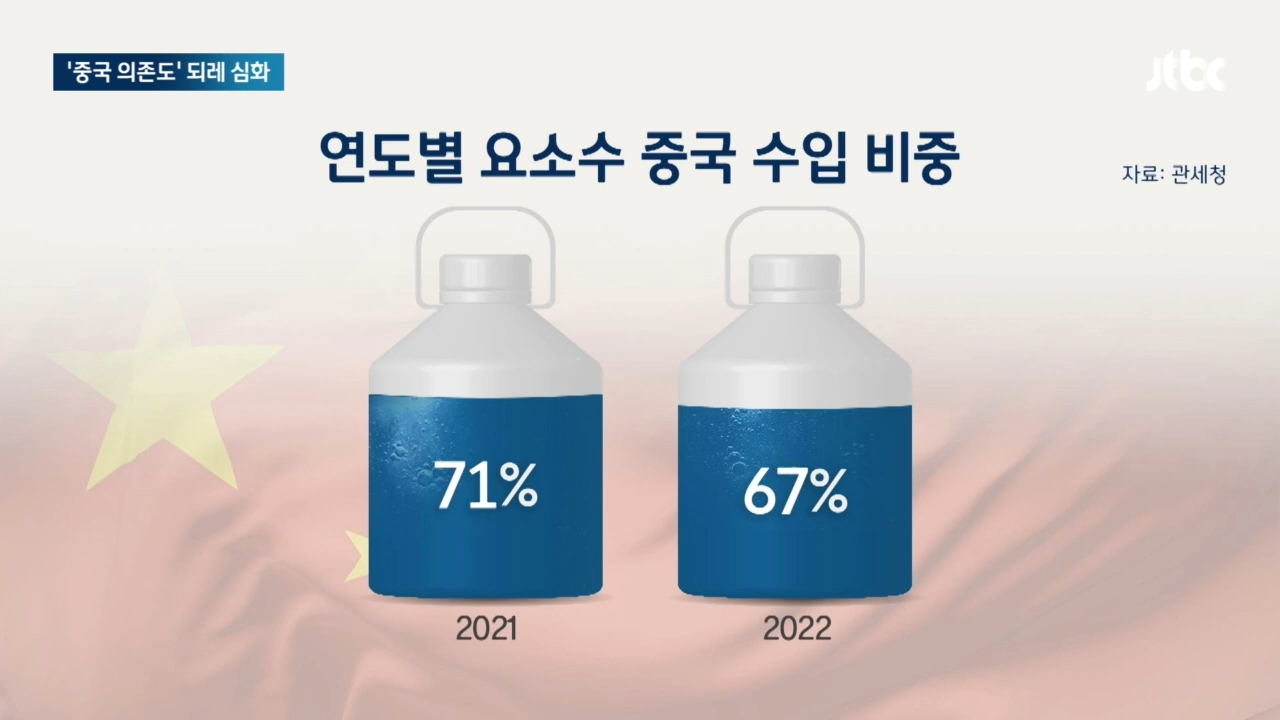 '중국 의존도' 되레 심화
jtbc
연도별 요소수 중국 수입 비중
자료: 관세청
71%
67%
2021
2022